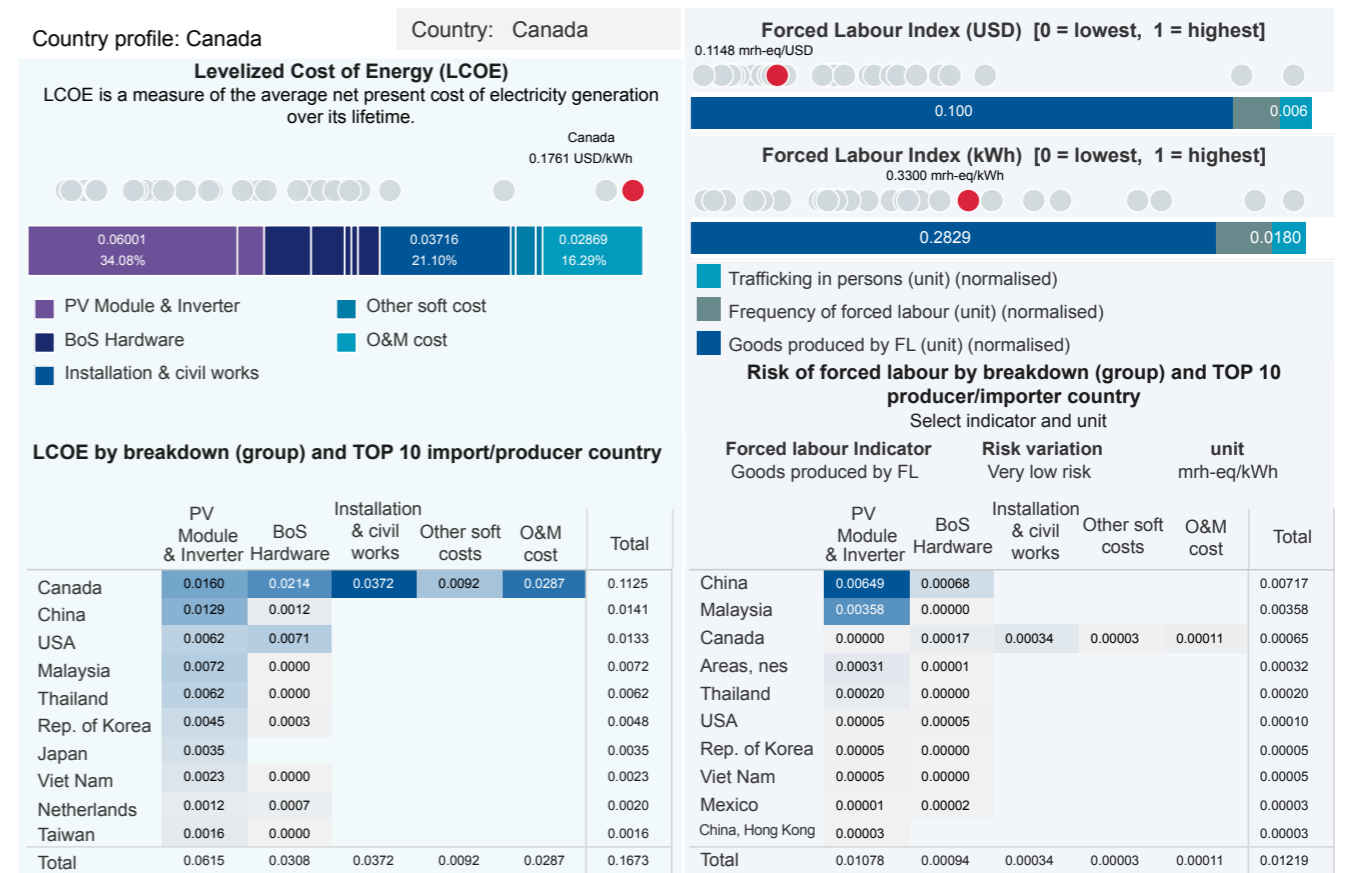 Country profile: Canada
Country: Canada
Levelized Cost of Energy (LCOE)
LCOE is a measure of the average net present cost of electricity generation
over its lifetime.
Canada
0.1761 USD/kWh
0.06001 0.03716 0.02869
34.08% 21.10% 16.29%
PV Module & Inverter Other soft cost
BoS Hardware O&M cost
Installation & civil works
LCOE by breakdown (group) and TOP 10 import/producer country
PV
Module
& Inverter
BoS
Hardware
Installation
& civil
works
Other soft
costs
O&M
cost
Total
Canada 0.0160 0.0214 0.0372 0.0092 0.0287 0.1125
China 0.0129 0.0012 0.0141
USA 0.0062 0.0071 0.0133
Malaysia 0.0072 0.0000 0.0072
Thailand 0.0062 0.0000 0.0062
Rep. of Korea 0.0045 0.0003 0.0048
Japan 0.0035 0.0035
Viet Nam 0.0023 0.0000 0.0023
Netherlands 0.0012 0.0007 0.0020
Taiwan 0.0016 0.0000 0.0016
Total 0.0615 0.0308 0.0372 0.0092 0.0287 0.1673
Forced Labour Index (USD) [0 = lowest, 1 = highest]
0.1148 mrh-eq/USD
0.100 0.006
Forced Labour Index (kWh) [0 = lowest, 1 = highest]
0.3300 mrh-eq/kWh
0.2829 0.0180
Trafficking in persons (unit) (normalised)
Frequency of forced labour (unit) (normalised)
Goods produced by FL (unit) (normalised)
Risk of forced labour by breakdown (group) and TOP 10
producer/importer country
Select indicator and unit
Forced labour Indicator Risk variation unit
Goods produced by FL Very low risk mrh-eq/kWh
PV
Module
& Inverter
BoS
Hardware
Installation
& civil
works
Other soft
costs
O&M
cost
Total
China 0.00649 0.00068 0.00717
Malaysia 0.00358 0.00000 0.00358
Canada 0.00000 0.00017 0.00034 0.00003 0.00011 0.00065
Areas, nes 0.00031 0.00001 0.00032
Thailand 0.00020 0.00000 0.00020
USA 0.00005 0.00005 0.00010
Rep. of Korea 0.00005 0.00000 0.00005
Viet Nam 0.00005 0.00000 0.00005
Mexico 0.00001 0.00002 0.00003
China, Hong Kong 0.00003 0.00003
Total 0.01078 0.00094 0.00034 0.00003 0.00011 0.01219